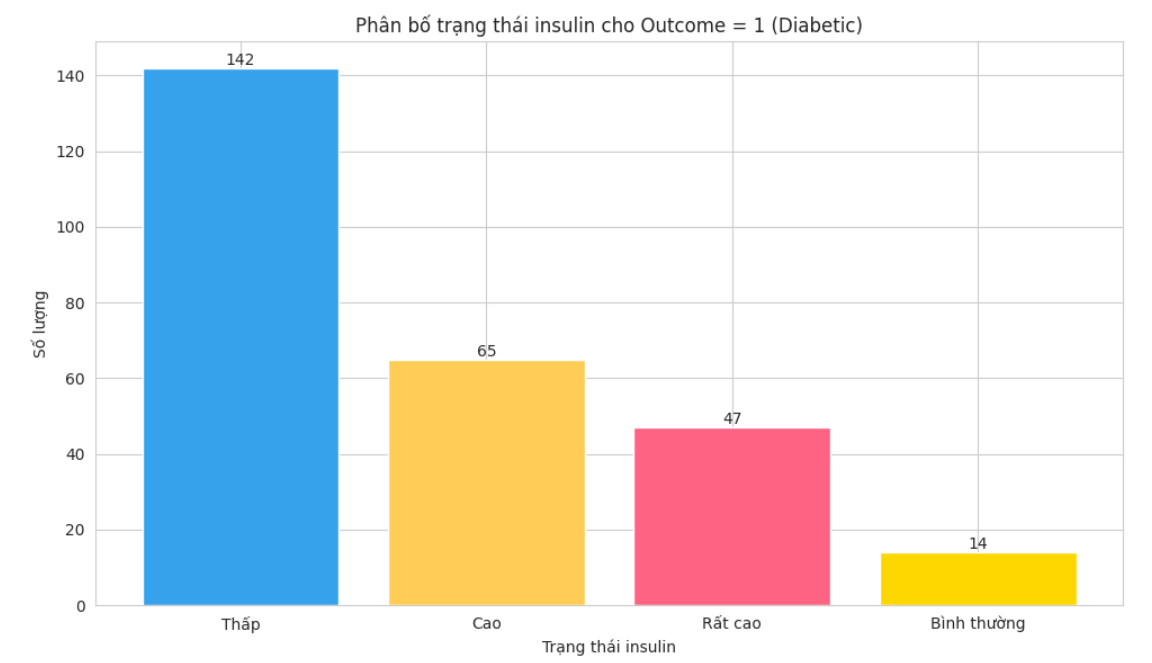 Phân bố trạng thái insulin cho Outcome = 1 (Diabetic)
142
140
120
100
80
65
60
47
40
20
14
0
Số lượng
Thấp
Cao
Rất cao
Bình thường
Trạng thái insulin